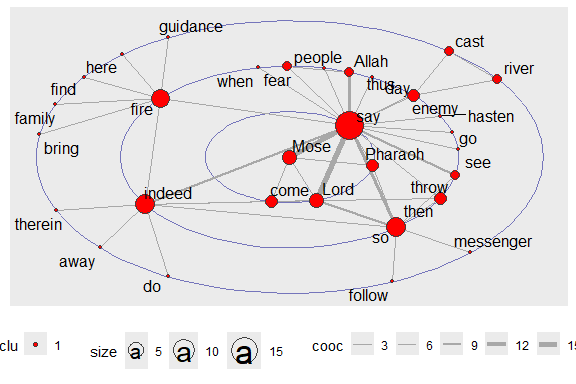 guidance
cast
here
people
Allah
river
find
when
fear
thus
day
family
fire
say
enemy
hasten
bring
Mose
Pharaoh
go
see
indeed
come
Lord
throw
therein
so
then
away
messenger
do
follow
clu 1 size a 5 a 10 a 15 cooc 3 6 9 12 15